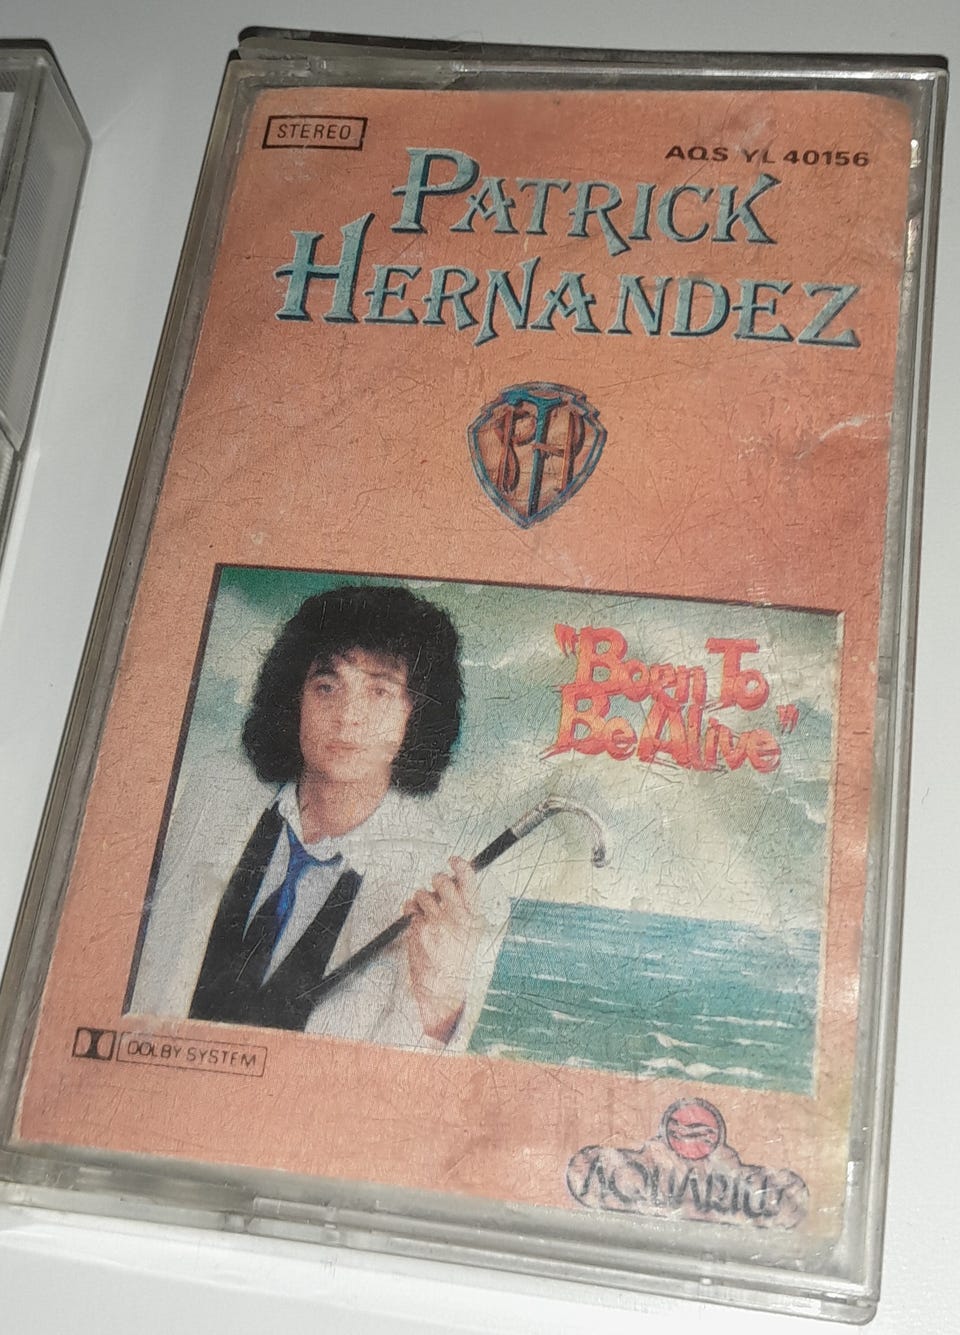 STEREO
AQS YL 40156
PATRICK
HERNANDEZ
PH
"Born To
Be Alive"
DOLBY SYSTEM
AQUARIUS